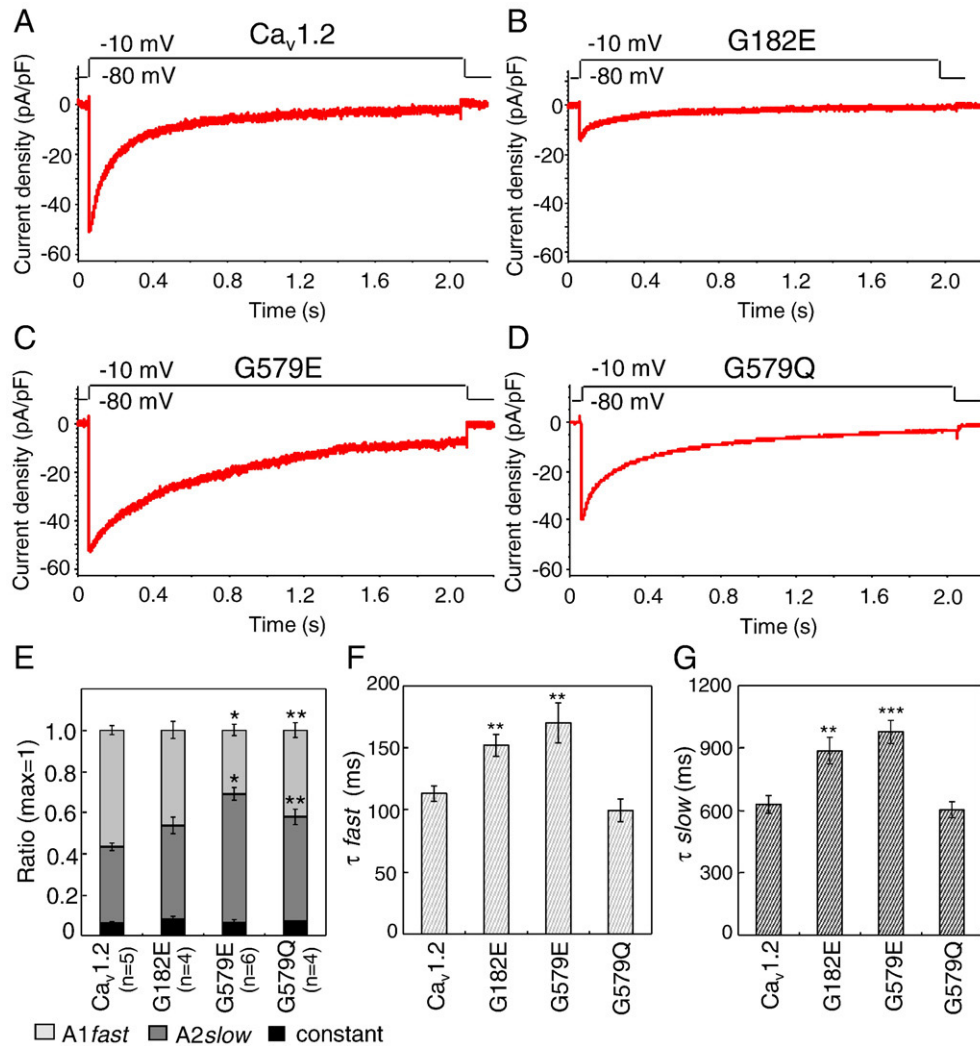 A
Caᵥ1.2
-10 mV
-80 mV
Current density (pA/pF)
0
-20
-40
-60
0 0.4 0.8 1.2 1.6 2.0
Time (s)
B
G182E
-10 mV
-80 mV
Current density (pA/pF)
0
-20
-40
-60
0 0.4 0.8 1.2 1.6 2.0
Time (s)
C
G579E
-10 mV
-80 mV
Current density (pA/pF)
0
-20
-40
-60
0 0.4 0.8 1.2 1.6 2.0
Time (s)
D
G579Q
-10 mV
-80 mV
Current density (pA/pF)
0
-20
-40
-60
0 0.4 0.8 1.2 1.6 2.0
Time (s)
E
Ratio (max=1)
1.0
0.8
0.6
0.4
0.2
0
* **
* **
Caᵥ1.2 (n=5)
G182E (n=4)
G579E (n=6)
G579Q (n=4)
A1fast A2slow constant
F
τ fast (ms)
200
150
100
50
0
** **
Caᵥ1.2
G182E
G579E
G579Q
G
τ slow (ms)
1200
900
600
300
0
** ***
Caᵥ1.2
G182E
G579E
G579Q